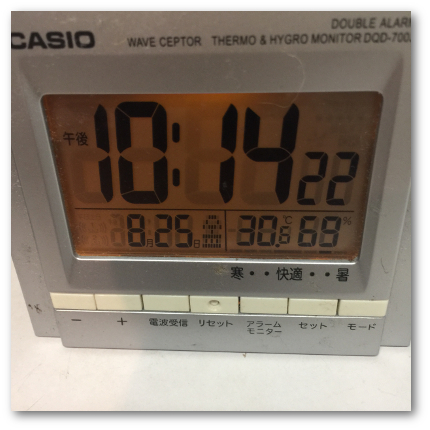 DOUBLE ALAR
CASIO
WAVE CEPTOR THERMO & HYGRO MONITOR DQD-700J
午後 10:14 22
8月25日 30.6℃ 69%
寒・・快適・・暑
− + 電波受信 リセット アラームモニター セット モード